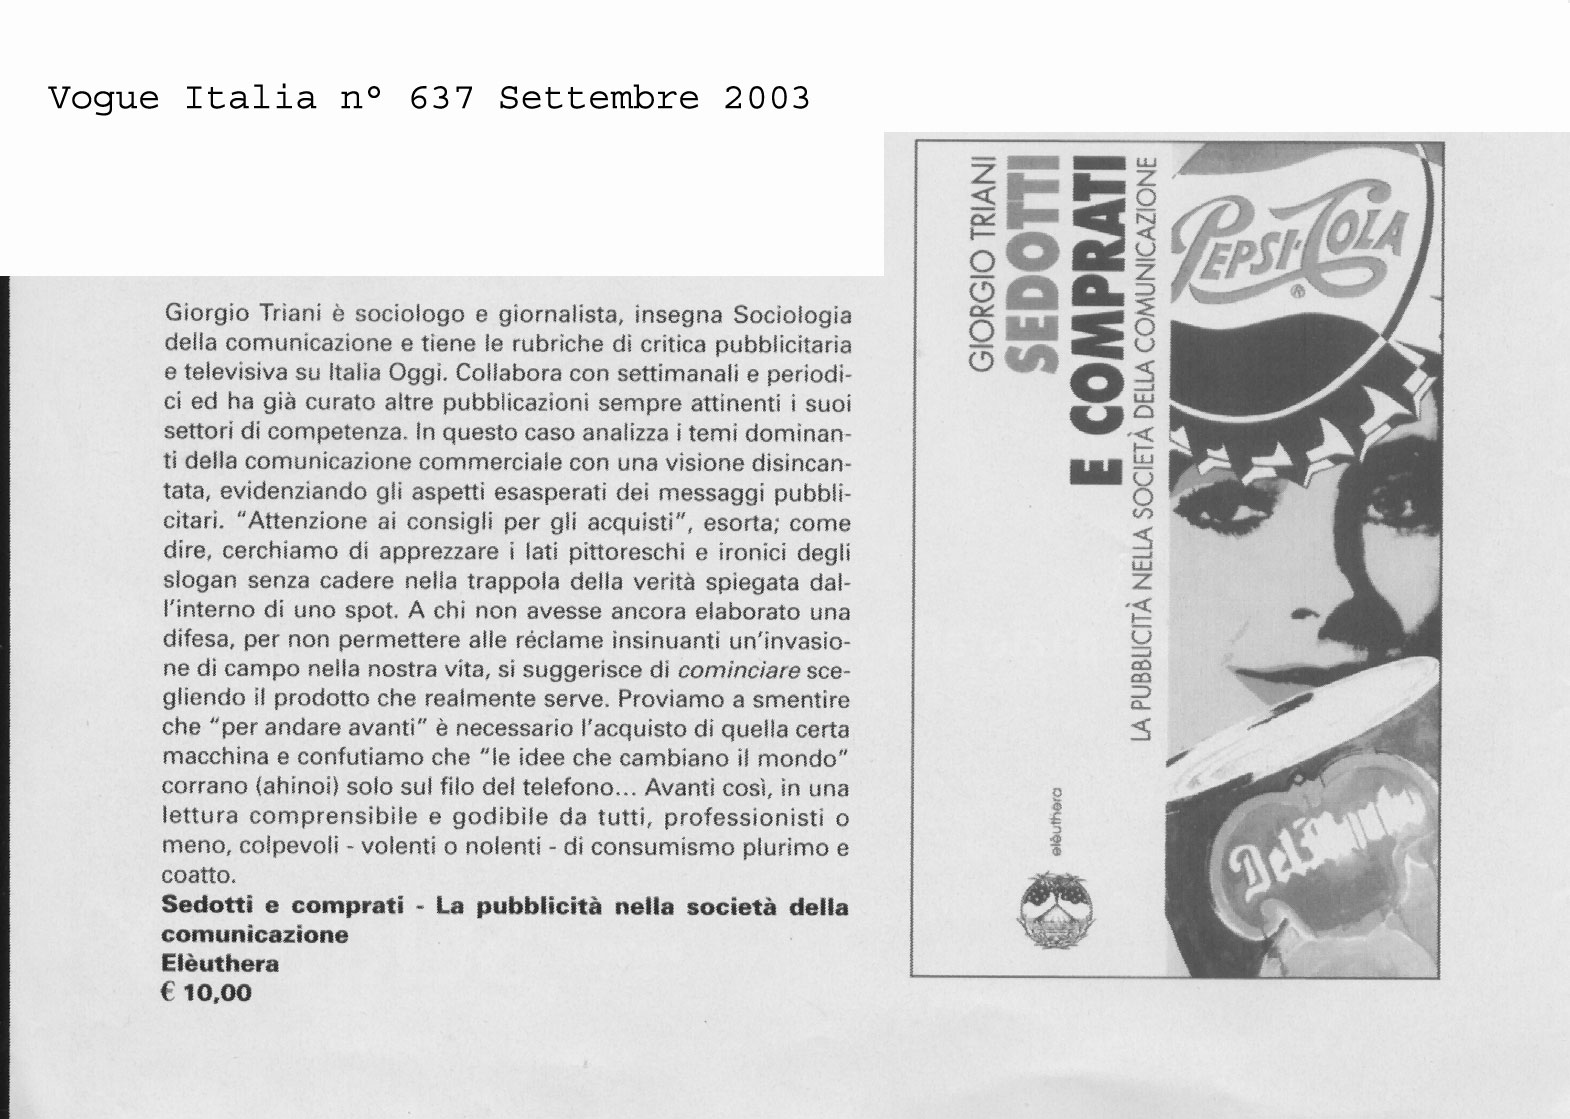 Vogue Italia n° 637 Settembre 2003
Giorgio Triani è sociologo e giornalista, insegna Sociologia
della comunicazione e tiene le rubriche di critica pubblicitaria
e televisiva su Italia Oggi. Collabora con settimanali e periodi-
ci ed ha già curato altre pubblicazioni sempre attinenti i suoi
settori di competenza. In questo caso analizza i temi dominan-
ti della comunicazione commerciale con una visione disincan-
tata, evidenziando gli aspetti esasperati dei messaggi pubbli-
citari. "Attenzione ai consigli per gli acquisti", esorta; come
dire, cerchiamo di apprezzare i lati pittoreschi e ironici degli
slogan senza cadere nella trappola della verità spiegata dal-
l'interno di uno spot. A chi non avesse ancora elaborato una
difesa, per non permettere alle réclame insinuanti un'invasio-
ne di campo nella nostra vita, si suggerisce di cominciare sce-
gliendo il prodotto che realmente serve. Proviamo a smentire
che "per andare avanti" è necessario l'acquisto di quella certa
macchina e confutiamo che "le idee che cambiano il mondo"
corrano (ahinoi) solo sul filo del telefono... Avanti così, in una
lettura comprensibile e godibile da tutti, professionisti o
meno, colpevoli - volenti o nolenti - di consumismo plurimo e
coatto.
Sedotti e comprati - La pubblicità nella società della
comunicazione
Elèuthera
€ 10,00
GIORGIO TRIANI
SEDOTTI
E COMPRATI
LA PUBBLICITÀ NELLA SOCIETÀ DELLA COMUNICAZIONE
elèuthera
PEPSI-COLA
®
Del Monte